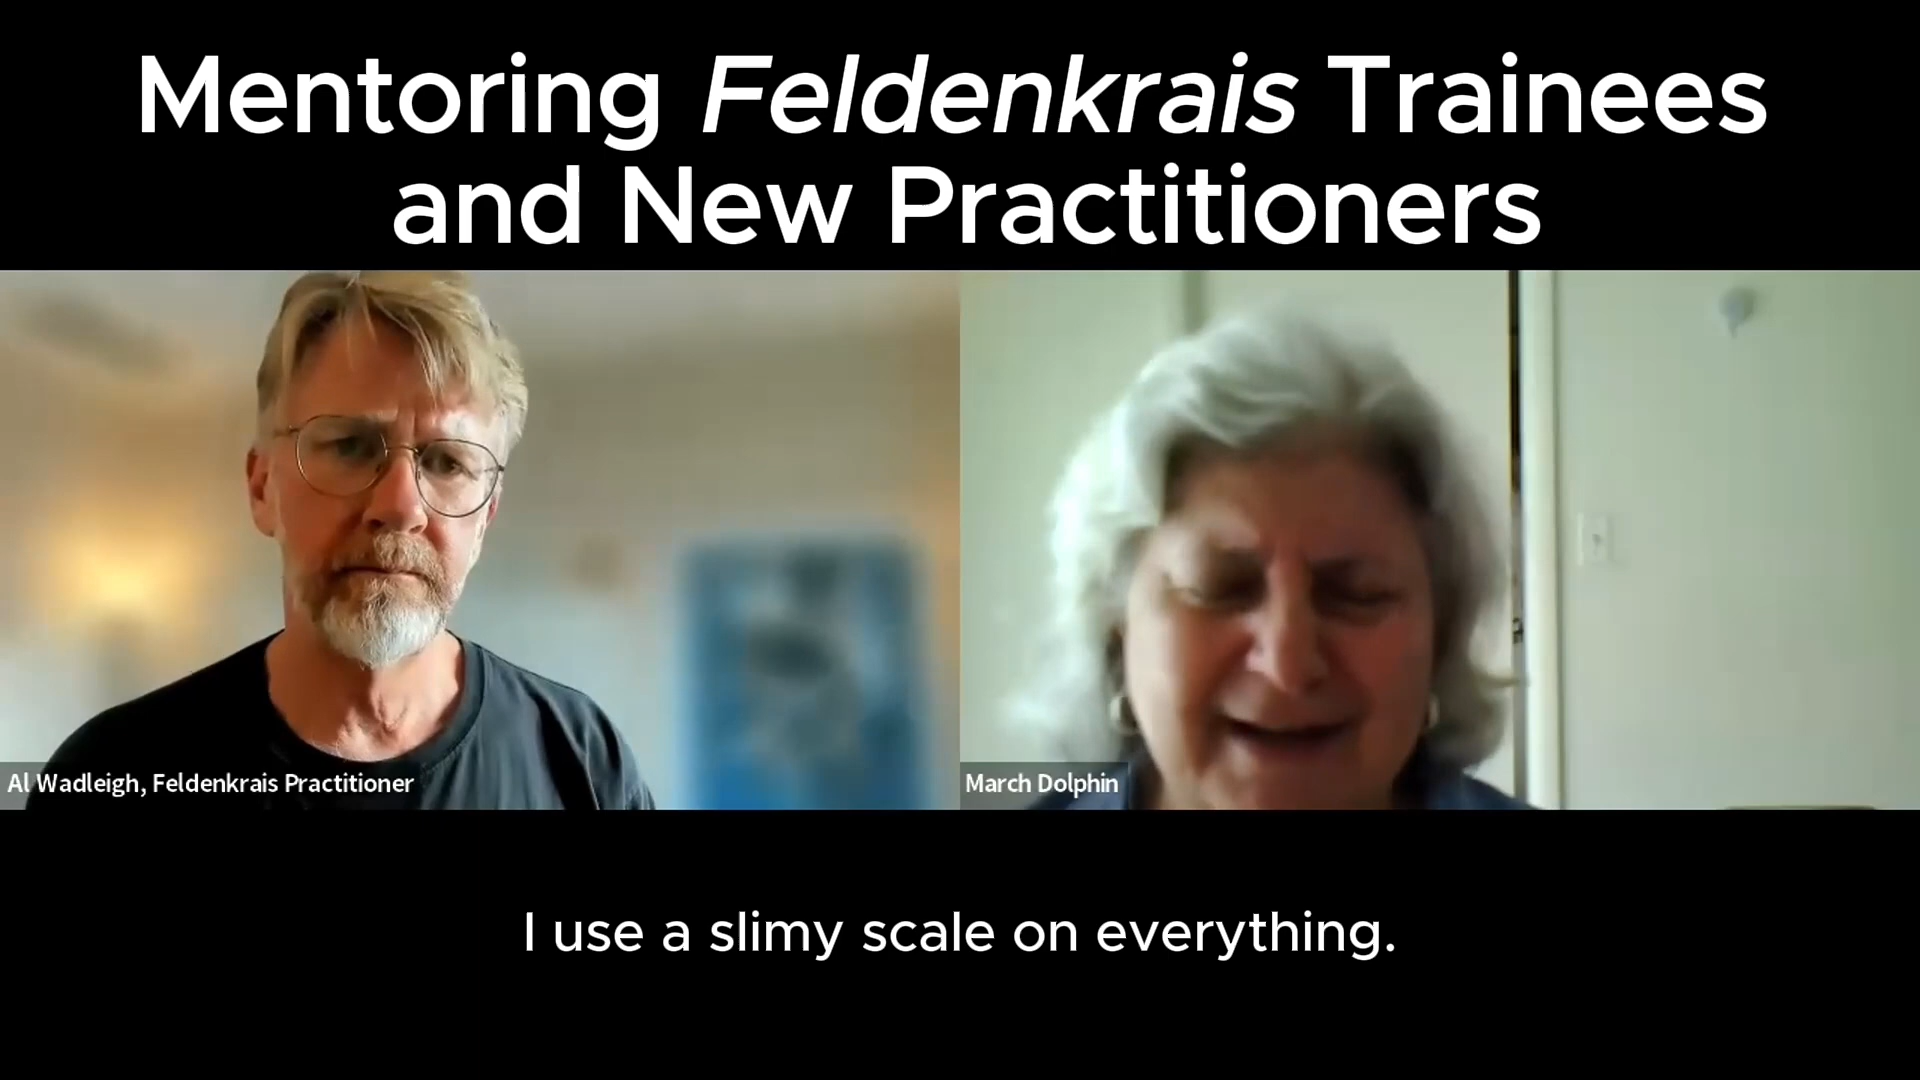 Mentoring Feldenkrais Trainees
and New Practitioners
Al Wadleigh, Feldenkrais Practitioner
March Dolphin
I use a slimy scale on everything.